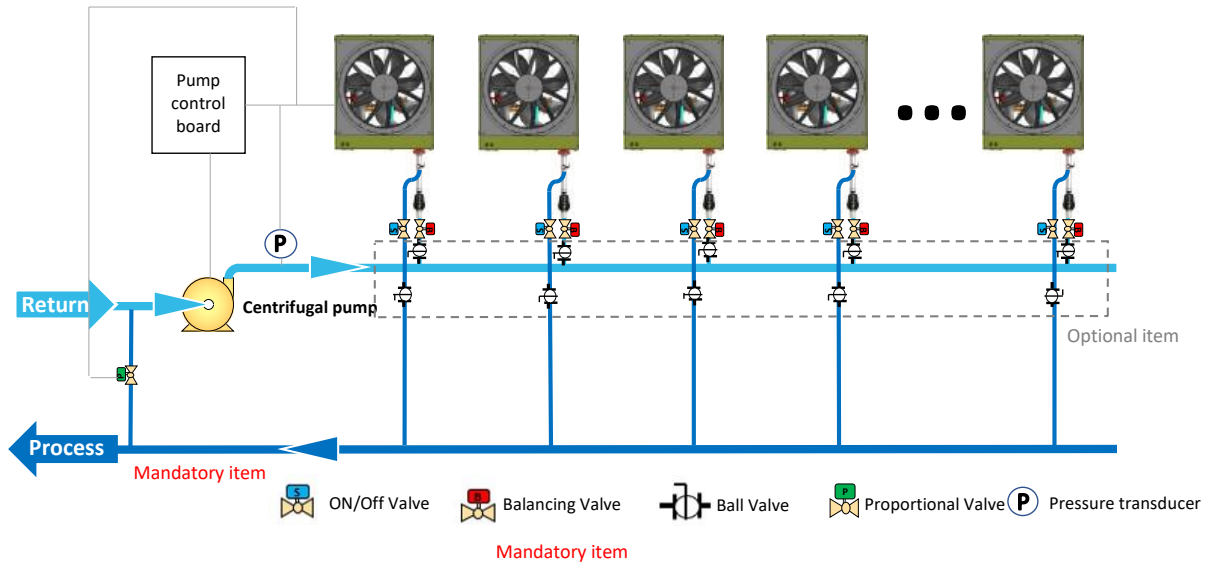 Pump
control
board
P
Return
Centrifugal pump
S
B
S
B
S
B
S
B
S
B
Optional item
P
Process
Mandatory item
S
ON/Off Valve
B
Balancing Valve
Ball Valve
P
Proportional Valve
P
Pressure transducer
Mandatory item